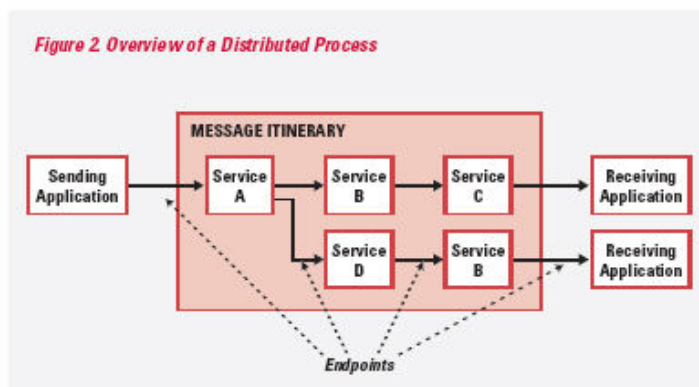 Figure 2. Overview of a Distributed Process
MESSAGE ITINERARY
Sending
Application
Service
A
Service
B
Service
C
Receiving
Application
Service
D
Service
B
Receiving
Application
Endpoints